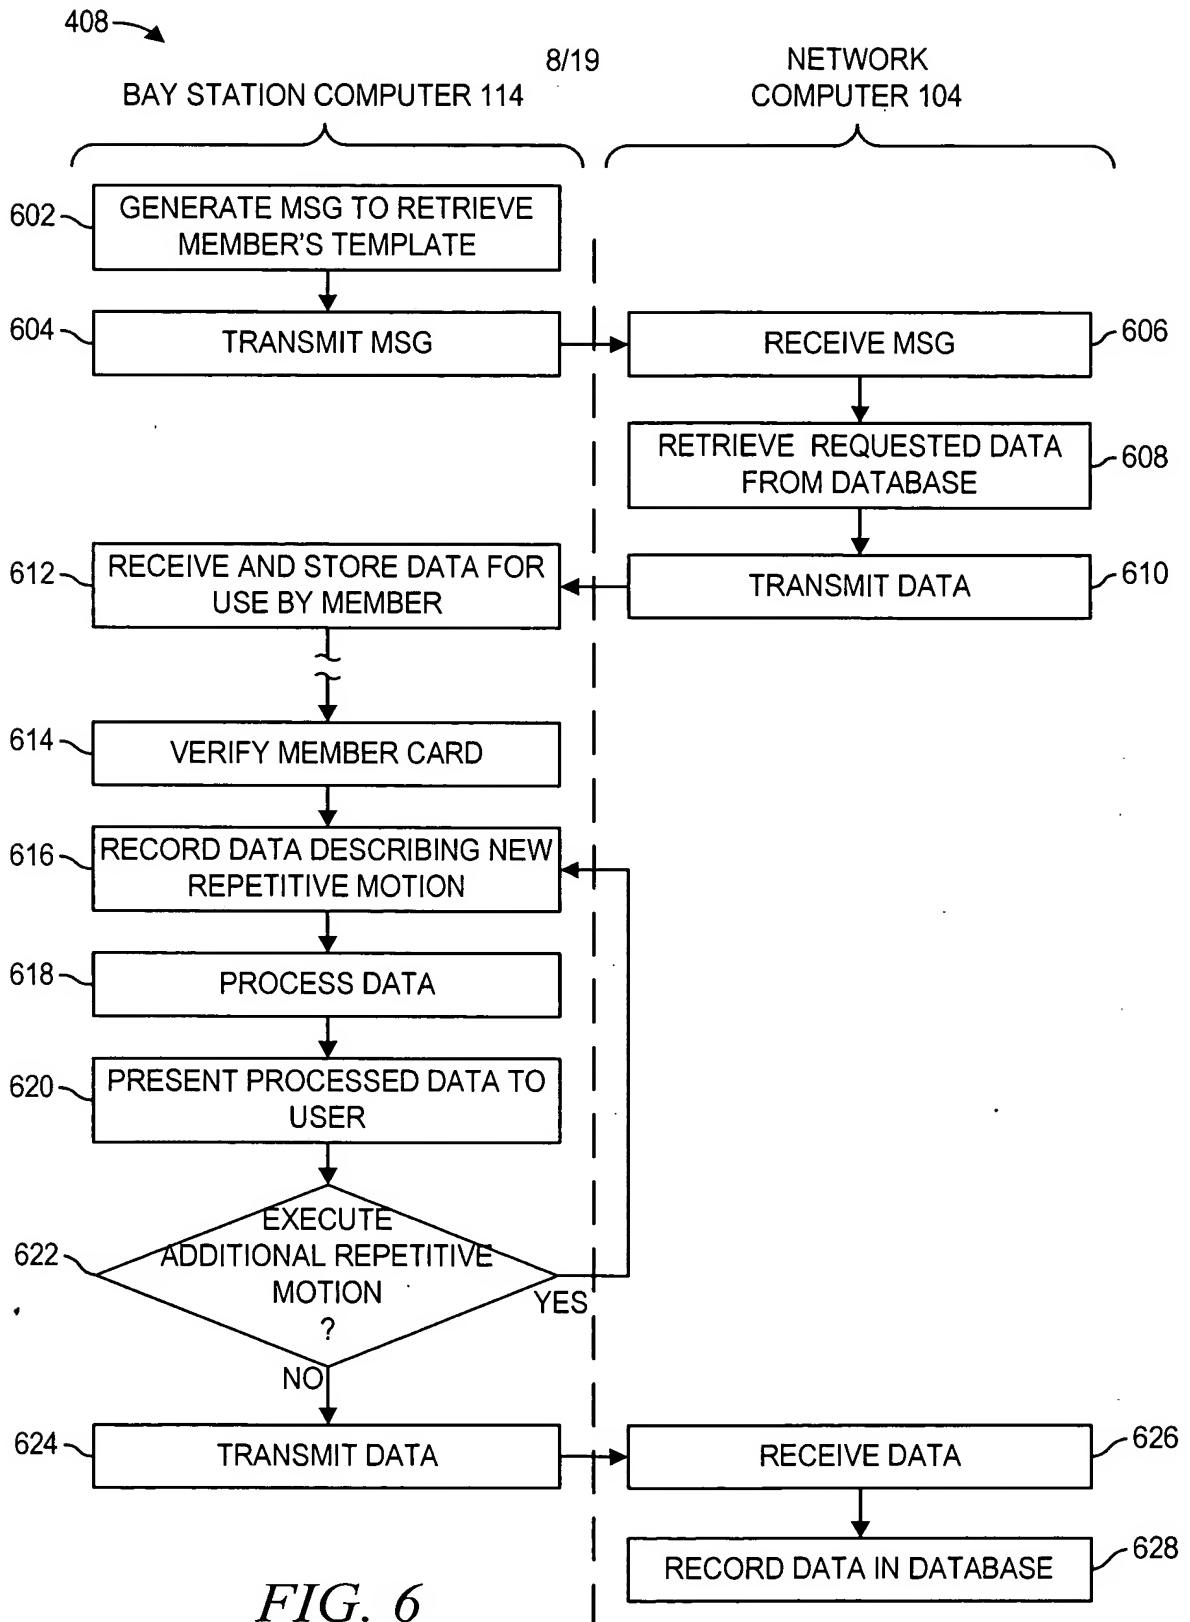 408
8/19
BAY STATION COMPUTER 114
NETWORK
COMPUTER 104
602
GENERATE MSG TO RETRIEVE
MEMBER'S TEMPLATE
604
TRANSMIT MSG
RECEIVE MSG
606
RETRIEVE REQUESTED DATA
FROM DATABASE
608
612
RECEIVE AND STORE DATA FOR
USE BY MEMBER
TRANSMIT DATA
610
614
VERIFY MEMBER CARD
616
RECORD DATA DESCRIBING NEW
REPETITIVE MOTION
618
PROCESS DATA
620
PRESENT PROCESSED DATA TO
USER
622
EXECUTE
ADDITIONAL REPETITIVE
MOTION
?
YES
NO
624
TRANSMIT DATA
RECEIVE DATA
626
RECORD DATA IN DATABASE
628
FIG. 6